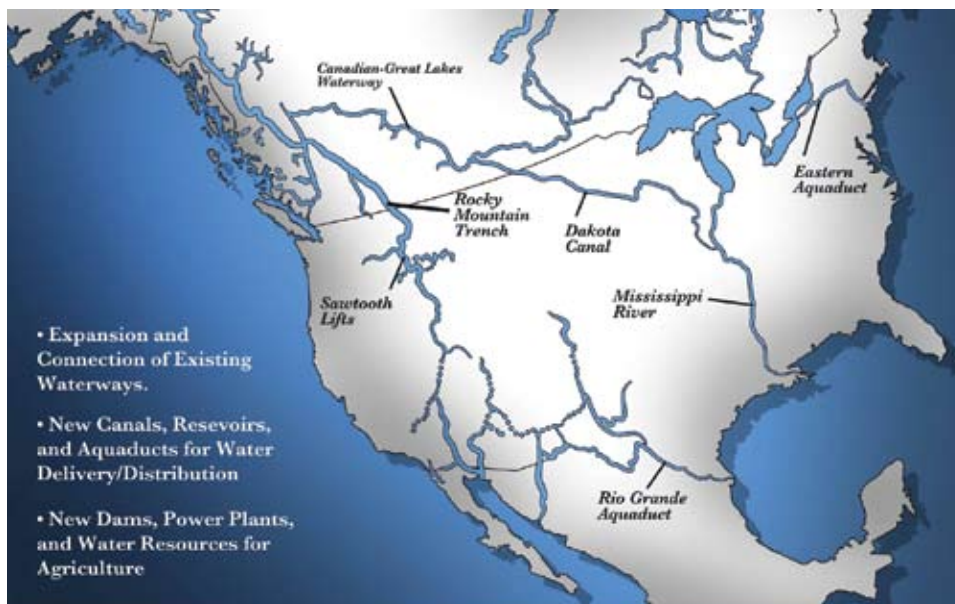 Canadian-Great Lakes
Waterway
Eastern
Aquaduct
Rocky
Mountain
Trench
Dakota
Canal
Sawtooth
Lifts
Mississippi
River
• Expansion and
Connection of Existing
Waterways.
• New Canals, Resevoirs,
and Aquaducts for Water
Delivery/Distribution
Rio Grande
Aquaduct
• New Dams, Power Plants,
and Water Resources for
Agriculture